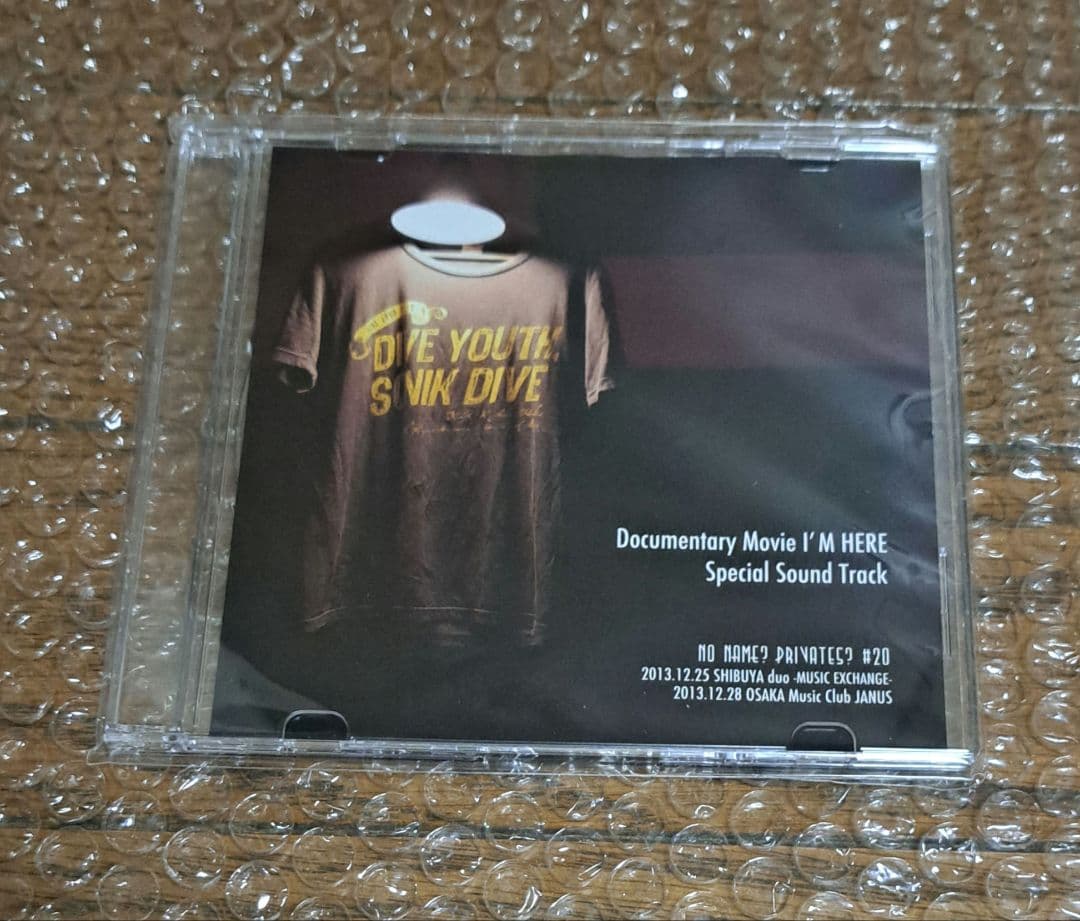 DIVE YOUTH,
SONIK DIVE
Documentary Movie I'M HERE
Special Sound Track
NO NAME? PRIVATES? #20
2013.12.25 SHIBUYA duo -MUSIC EXCHANGE-
2013.12.28 OSAKA Music Club JANUS